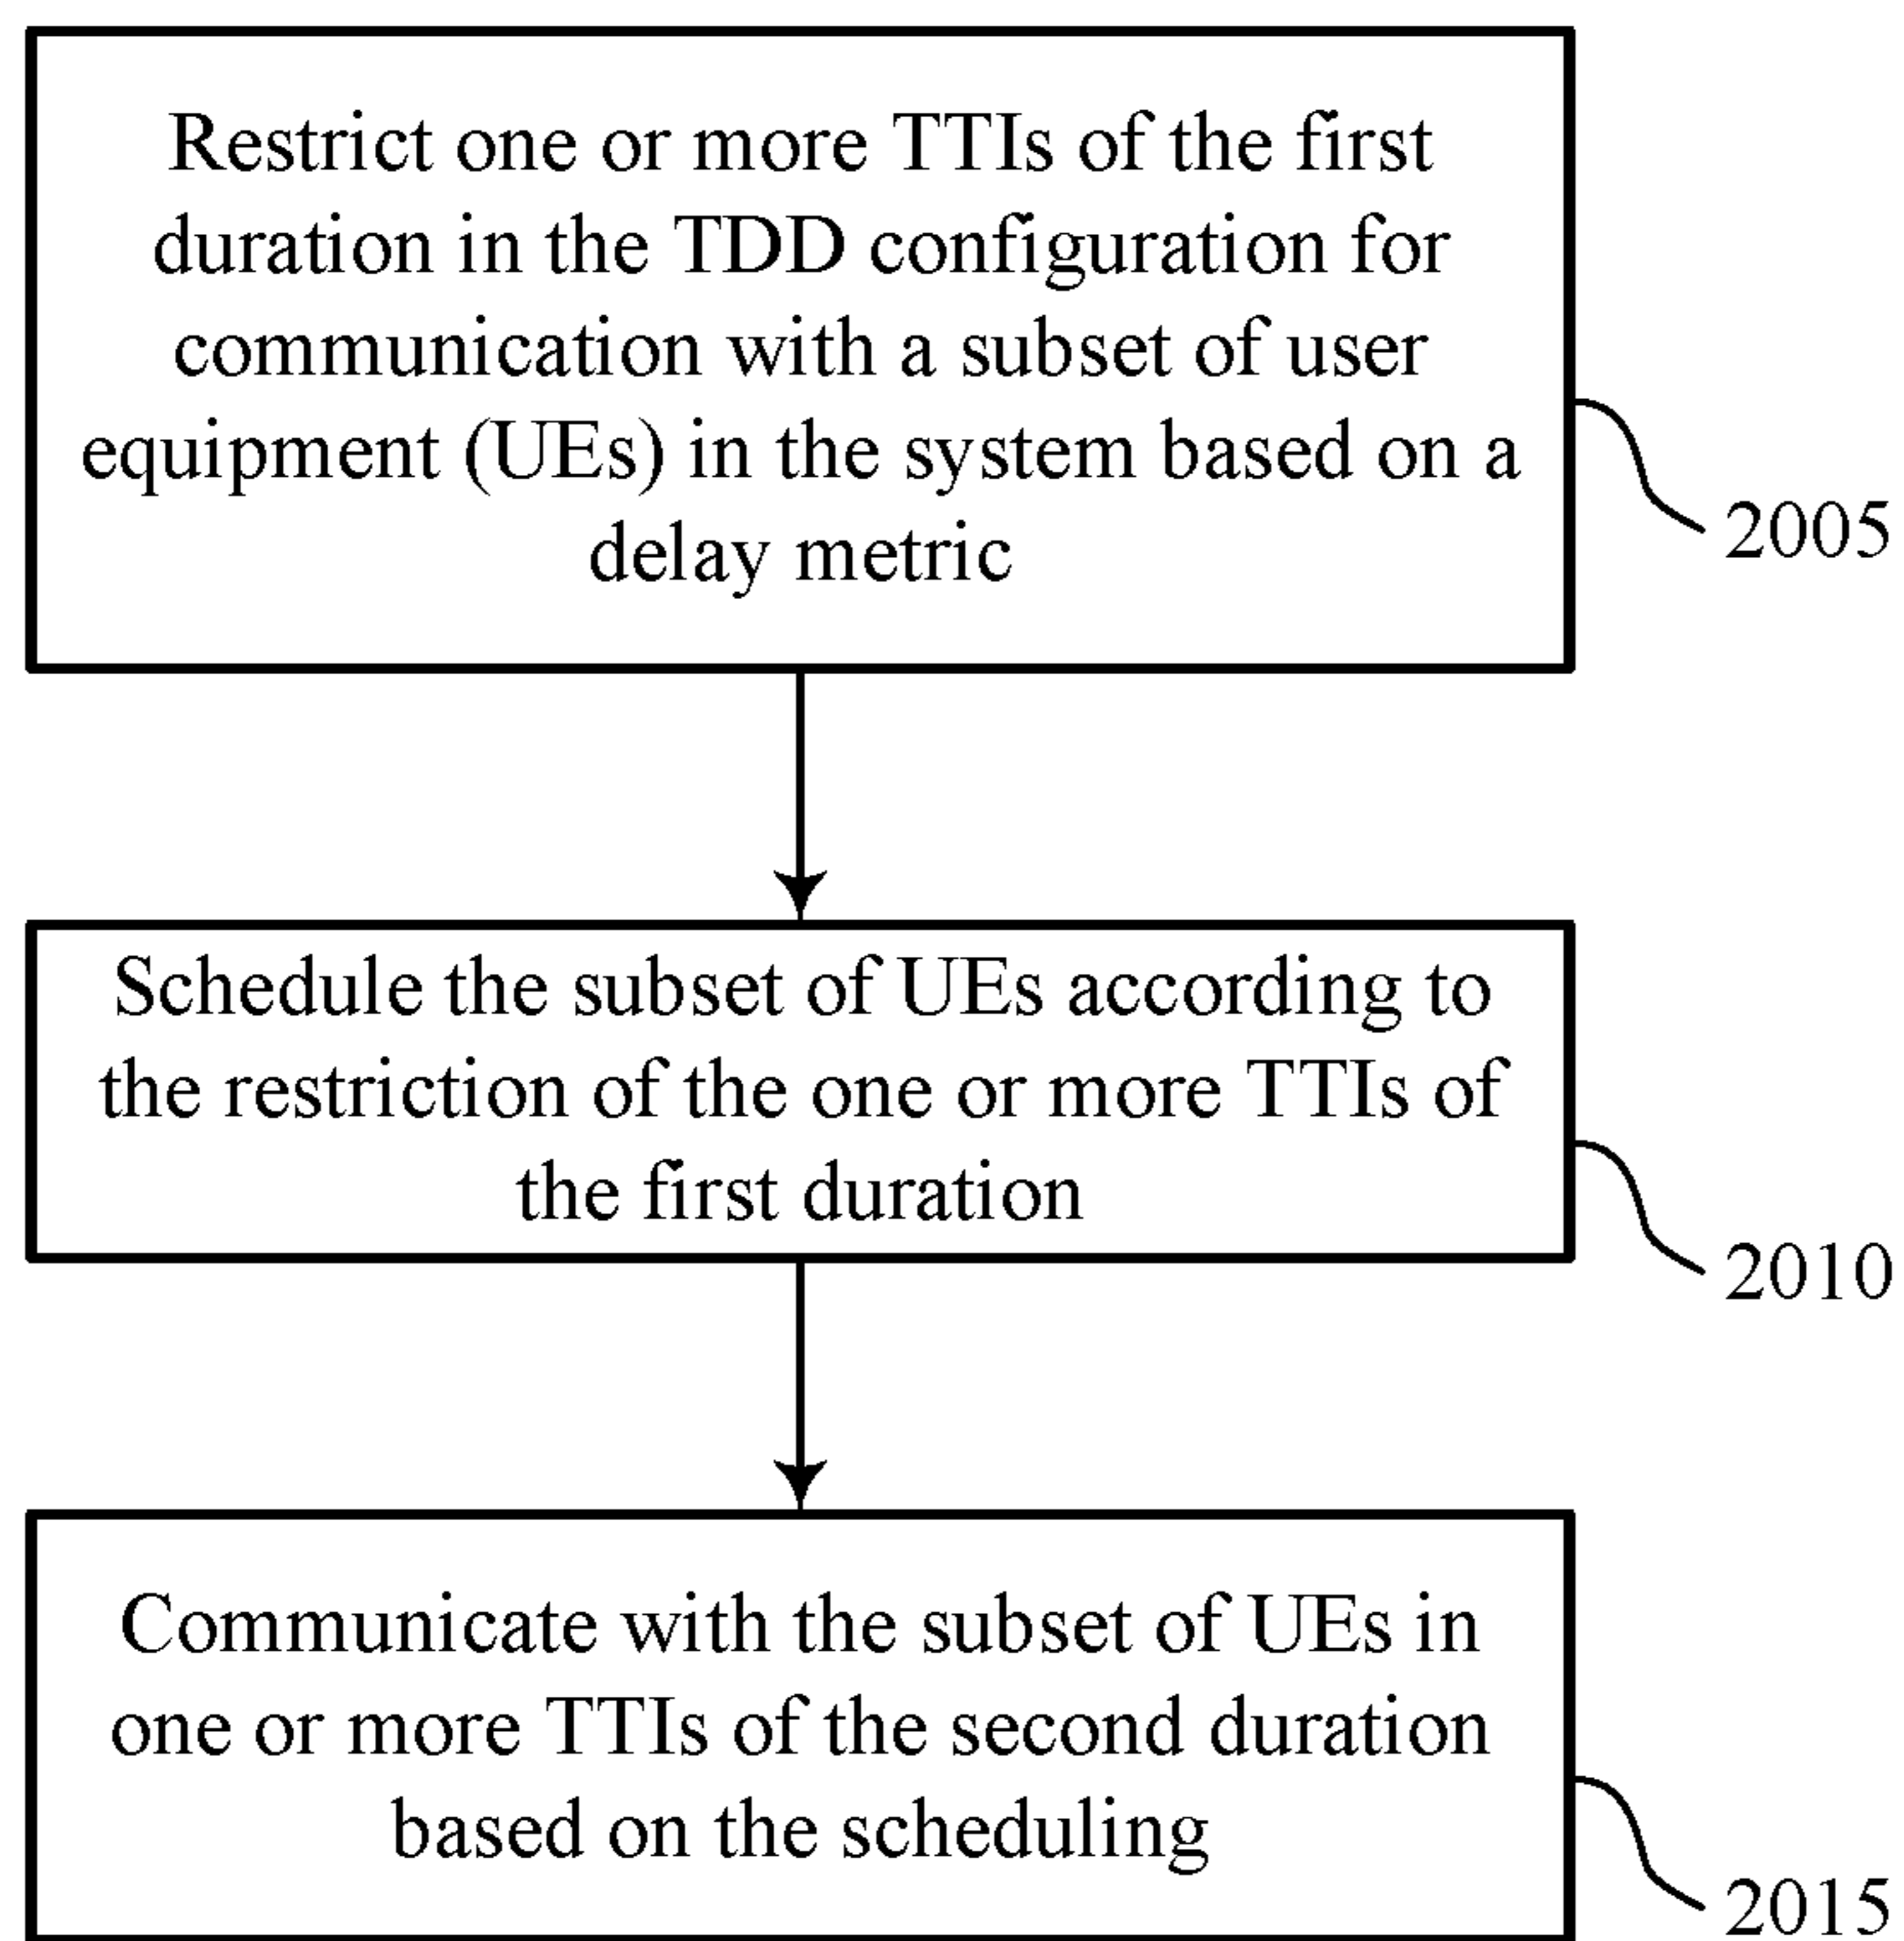 Restrict one or more TTIs of the first
duration in the TDD configuration for
communication with a subset of user
equipment (UEs) in the system based on a
delay metric
2005
Schedule the subset of UEs according to
the restriction of the one or more TTIs of
the first duration
2010
Communicate with the subset of UEs in
one or more TTIs of the second duration
based on the scheduling
2015